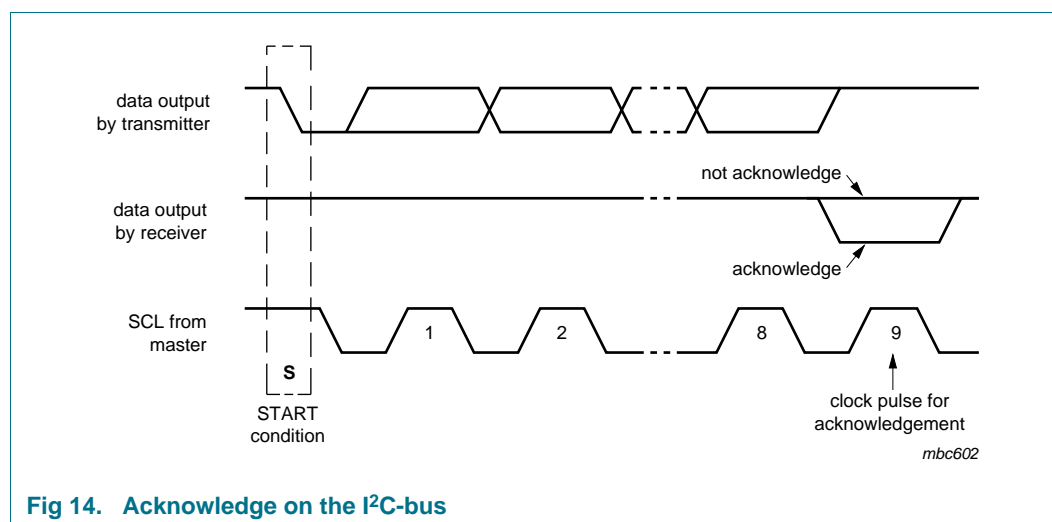 data output
by transmitter
not acknowledge
data output
by receiver
acknowledge
SCL from
master
1
2
8
9
S
START
condition
clock pulse for
acknowledgement
mbc602
Fig 14. Acknowledge on the I²C-bus